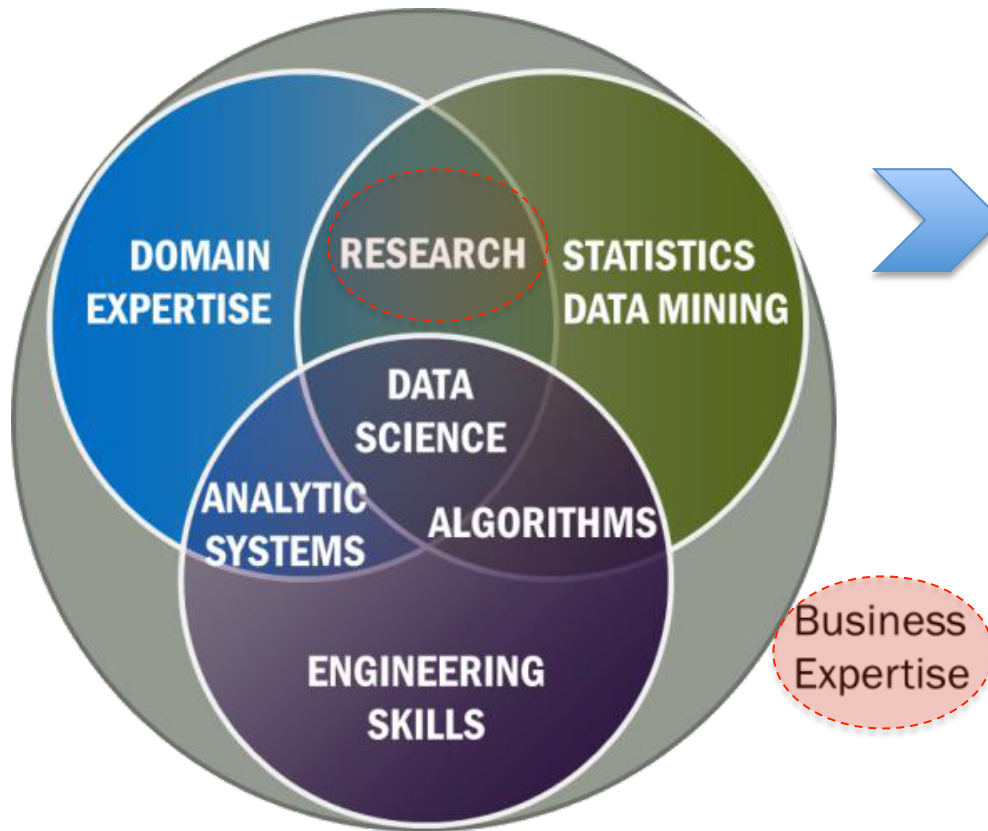 DOMAIN
EXPERTISE
RESEARCH
STATISTICS
DATA MINING
DATA
SCIENCE
ANALYTIC
SYSTEMS
ALGORITHMS
ENGINEERING
SKILLS
Business
Expertise